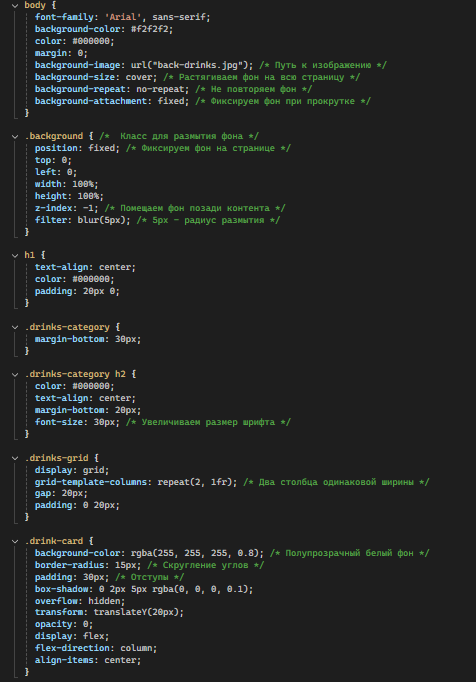 body {
font-family: 'Arial', sans-serif;
background-color: #f2f2f2;
color: #000000;
margin: 0;
background-image: url("back-drinks.jpg"); /* Путь к изображению */
background-size: cover; /* Растягиваем фон на всю страницу */
background-repeat: no-repeat; /* Не повторяем фон */
background-attachment: fixed; /* Фиксируем фон при прокрутке */
}
.background { /*  Класс для размытия фона */
position: fixed; /* Фиксируем фон на странице */
top: 0;
left: 0;
width: 100%;
height: 100%;
z-index: -1; /* Помещаем фон позади контента */
filter: blur(5px); /* 5px - радиус размытия */
}
h1 {
text-align: center;
color: #000000;
padding: 20px 0;
}
.drinks-category {
margin-bottom: 30px;
}
.drinks-category h2 {
color: #000000;
text-align: center;
margin-bottom: 20px;
font-size: 30px; /* Увеличиваем размер шрифта */
}
.drinks-grid {
display: grid;
grid-template-columns: repeat(2, 1fr); /* Два столбца одинаковой ширины */
gap: 20px;
padding: 0 20px;
}
.drink-card {
background-color: rgba(255, 255, 255, 0.8); /* Полупрозрачный белый фон */
border-radius: 15px; /* Скругление углов */
padding: 30px; /* Отступы */
box-shadow: 0 2px 5px rgba(0, 0, 0, 0.1);
overflow: hidden;
transform: translateY(20px);
opacity: 0;
display: flex;
flex-direction: column;
align-items: center;
}